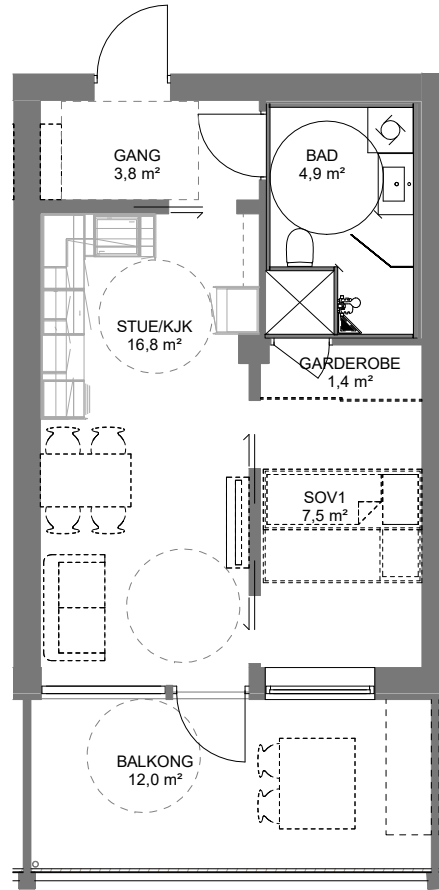 GANG
3,8 m²
BAD
4,9 m²
STUE/KJK
16,8 m²
GARDEROBE
1,4 m²
SOV1
7,5 m²
BALKONG
12,0 m²